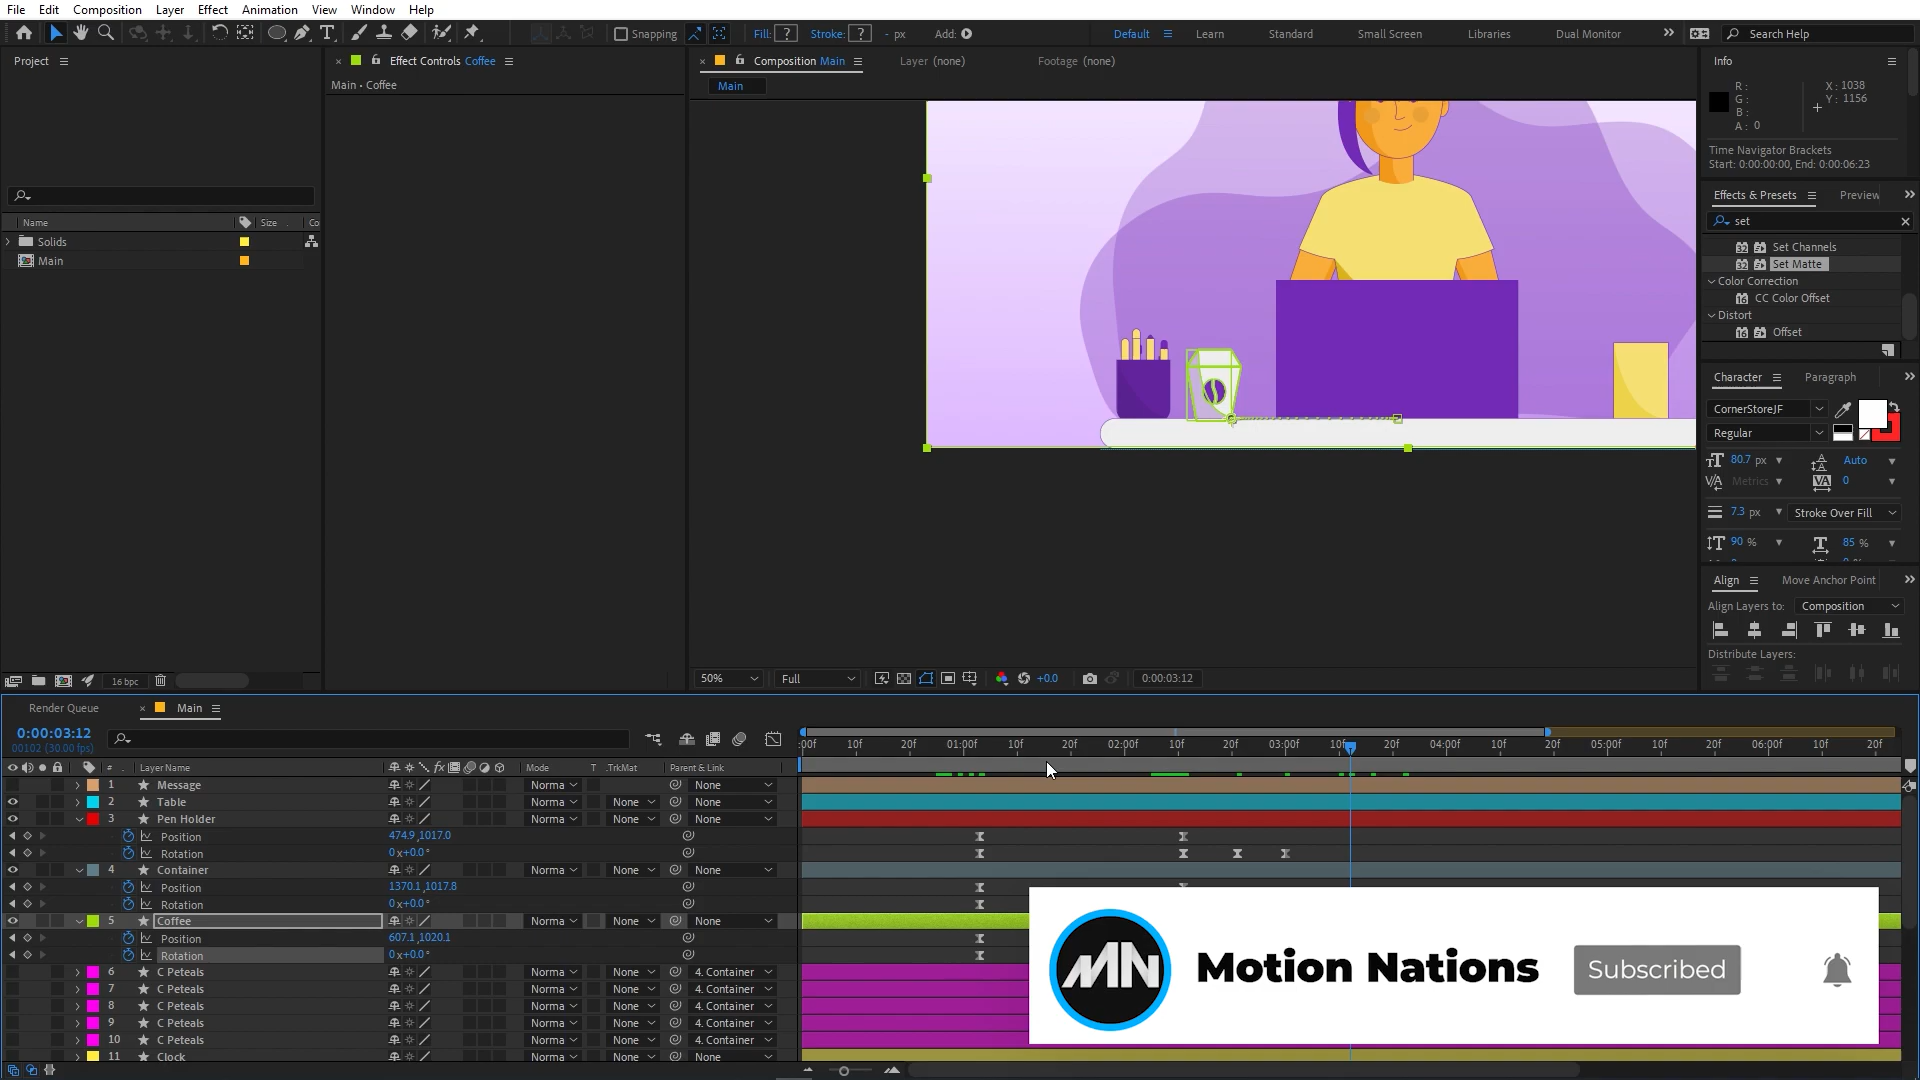 File Edit Composition Layer Effect Animation View Window Help
Snapping Fill: ? Stroke: ? - px Add: Default Learn Standard Small Screen Libraries Dual Monitor Search Help
Project
Effect Controls Coffee
Main • Coffee
Composition Main
Layer (none)
Footage (none)
Main
Name Size Co
Solids
Main
16 bpc
50% Full +0.0 0:00:03:12
Info
R:
G:
B:
A: 0
X: 1038
Y: 1156
Time Navigator Brackets
Start: 0:00:00:00, End: 0:00:06:23
Effects & Presets Preview
set
32 Set Channels
32 Set Matte
Color Correction
16 CC Color Offset
Distort
16 Offset
Character Paragraph
CornerStoreJF
Regular
80.7 px Auto
Metrics 0
7.3 px Stroke Over Fill
90 % 85 %
Align Move Anchor Point
Align Layers to: Composition
Distribute Layers:
Render Queue Main
0:00:03:12
00102 (30.00 fps)
:00f 10f 20f 01:00f 10f 20f 02:00f 10f 20f 03:00f 10f 20f 04:00f 10f 20f 05:00f 10f 20f 06:00f 10f 20f
# Layer Name Mode T .TrkMat Parent & Link
1 Message Norma None
2 Table Norma None None
3 Pen Holder Norma None None
Position 474.9,1017.0
Rotation 0x+0.0°
4 Container Norma None None
Position 1370.1,1017.8
Rotation 0x+0.0°
5 Coffee Norma None None
Position 607.1,1020.1
Rotation 0x+0.0°
6 C Peteals Norma None 4. Container
7 C Peteals Norma None 4. Container
8 C Peteals Norma None 4. Container
9 C Peteals Norma None 4. Container
10 C Peteals Norma None 4. Container
11 Clock Norma None None
MN Motion Nations Subscribed